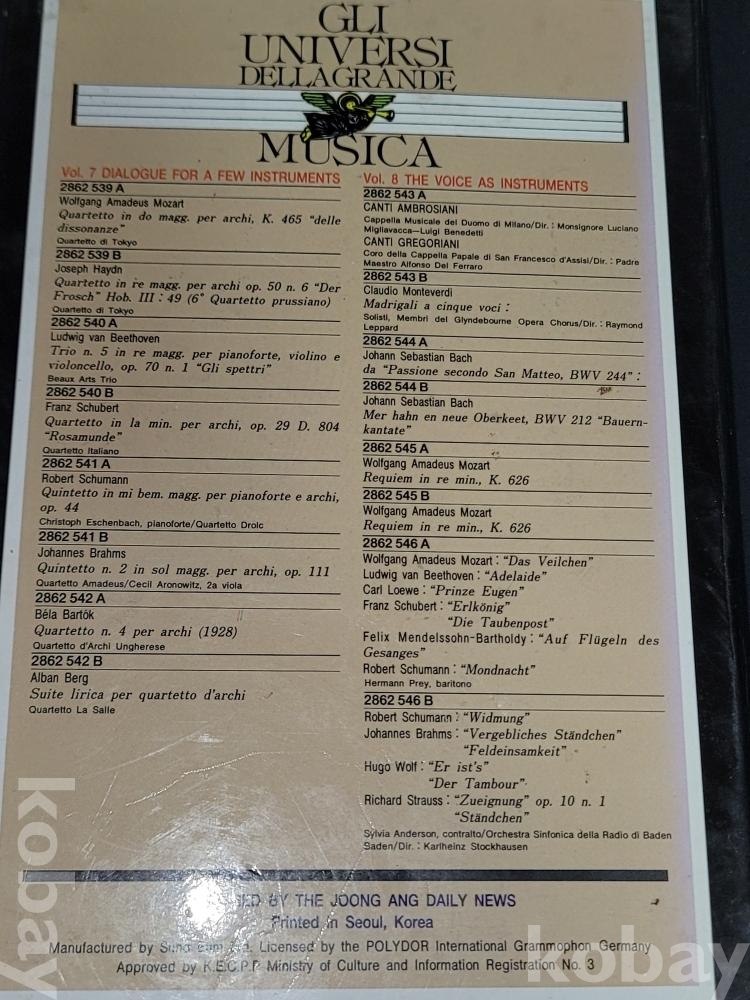 GLI
UNIVERSI
DELLA GRANDE
MUSICA
Vol. 7 DIALOGUE FOR A FEW INSTRUMENTS
2862 539 A
Wolfgang Amadeus Mozart
Quartetto in do magg. per archi, K. 465 “delle
dissonanze”
Quartetto di Tokyo
2862 539 B
Joseph Haydn
Quartetto in re magg. per archi op. 50 n. 6 “Der
Frosch” Hob. III : 49 (6° Quartetto prussiano)
Quartetto di Tokyo
2862 540 A
Ludwig van Beethoven
Trio n. 5 in re magg. per pianoforte, violino e
violoncello, op. 70 n. 1 “Gli spettri”
Beaux Arts Trio
2862 540 B
Franz Schubert
Quartetto in la min. per archi, op. 29 D. 804
“Rosamunde”
Quartetto Italiano
2862 541 A
Robert Schumann
Quintetto in mi bem. magg. per pianoforte e archi,
op. 44
Christoph Eschenbach, pianoforte/Quartetto Drolc
2862 541 B
Johannes Brahms
Quintetto n. 2 in sol magg. per archi, op. 111
Quartetto Amadeus/Cecil Aronowitz, 2a viola
2862 542 A
Béla Bartók
Quartetto n. 4 per archi (1928)
Quartetto d'Archi Ungherese
2862 542 B
Alban Berg
Suite lirica per quartetto d'archi
Quartetto La Salle
Vol. 8 THE VOICE AS INSTRUMENTS
2862 543 A
CANTI AMBROSIANI
Cappella Musicale del Duomo di Milano/Dir. : Monsignore Luciano
Migliavacca—Luigi Benedetti
CANTI GREGORIANI
Coro della Cappella Papale di San Francesco d'Assisi/Dir. : Padre
Maestro Alfonso Del Ferraro
2862 543 B
Claudio Monteverdi
Madrigali a cinque voci :
Solisti, Membri del Glyndebourne Opera Chorus/Dir. : Raymond
Leppard
2862 544 A
Johann Sebastian Bach
da “Passione secondo San Matteo, BWV 244” :
2862 544 B
Johann Sebastian Bach
Mer hahn en neue Oberkeet, BWV 212 “Bauern-
kantate”
2862 545 A
Wolfgang Amadeus Mozart
Requiem in re min., K. 626
2862 545 B
Wolfgang Amadeus Mozart
Requiem in re min., K. 626
2862 546 A
Wolfgang Amadeus Mozart : “Das Veilchen”
Ludwig van Beethoven : “Adelaide”
Carl Loewe : “Prinze Eugen”
Franz Schubert : “Erlkönig”
“Die Taubenpost”
Felix Mendelssohn-Bartholdy : “Auf Flügeln des
Gesanges”
Robert Schumann : “Mondnacht”
Hermann Prey, baritono
2862 546 B
Robert Schumann : “Widmung”
Johannes Brahms : “Vergebliches Ständchen”
“Feldeinsamkeit”
Hugo Wolf : “Er ist's”
“Der Tambour”
Richard Strauss : “Zueignung” op. 10 n. 1
“Ständchen”
Sylvia Anderson, contralto/Orchestra Sinfonica della Radio di Baden
Baden/Dir. : Karlheinz Stockhausen
BY THE JOONG ANG DAILY NEWS
Printed in Seoul, Korea
Manufactured by Licensed by the POLYDOR International Grammophon Germany
Approved by K.E.C.P.P Ministry of Culture and Information Registration No. 3
kobay
kobay